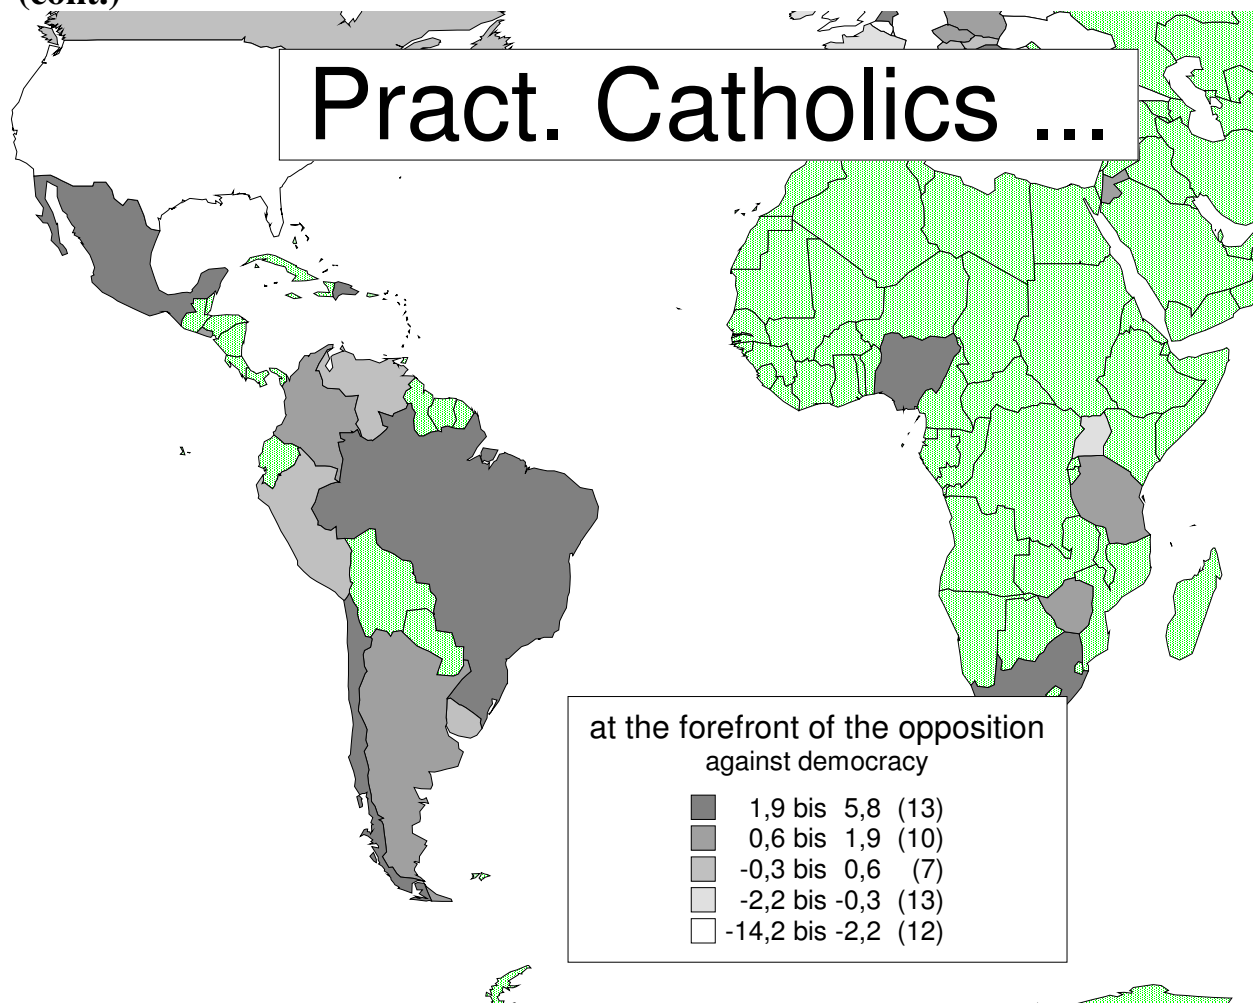 (cont.)
Pract. Catholics ...
at the forefront of the opposition
against democracy
1,9 bis 5,8 (13)
0,6 bis 1,9 (10)
-0,3 bis 0,6 (7)
-2,2 bis -0,3 (13)
-14,2 bis -2,2 (12)